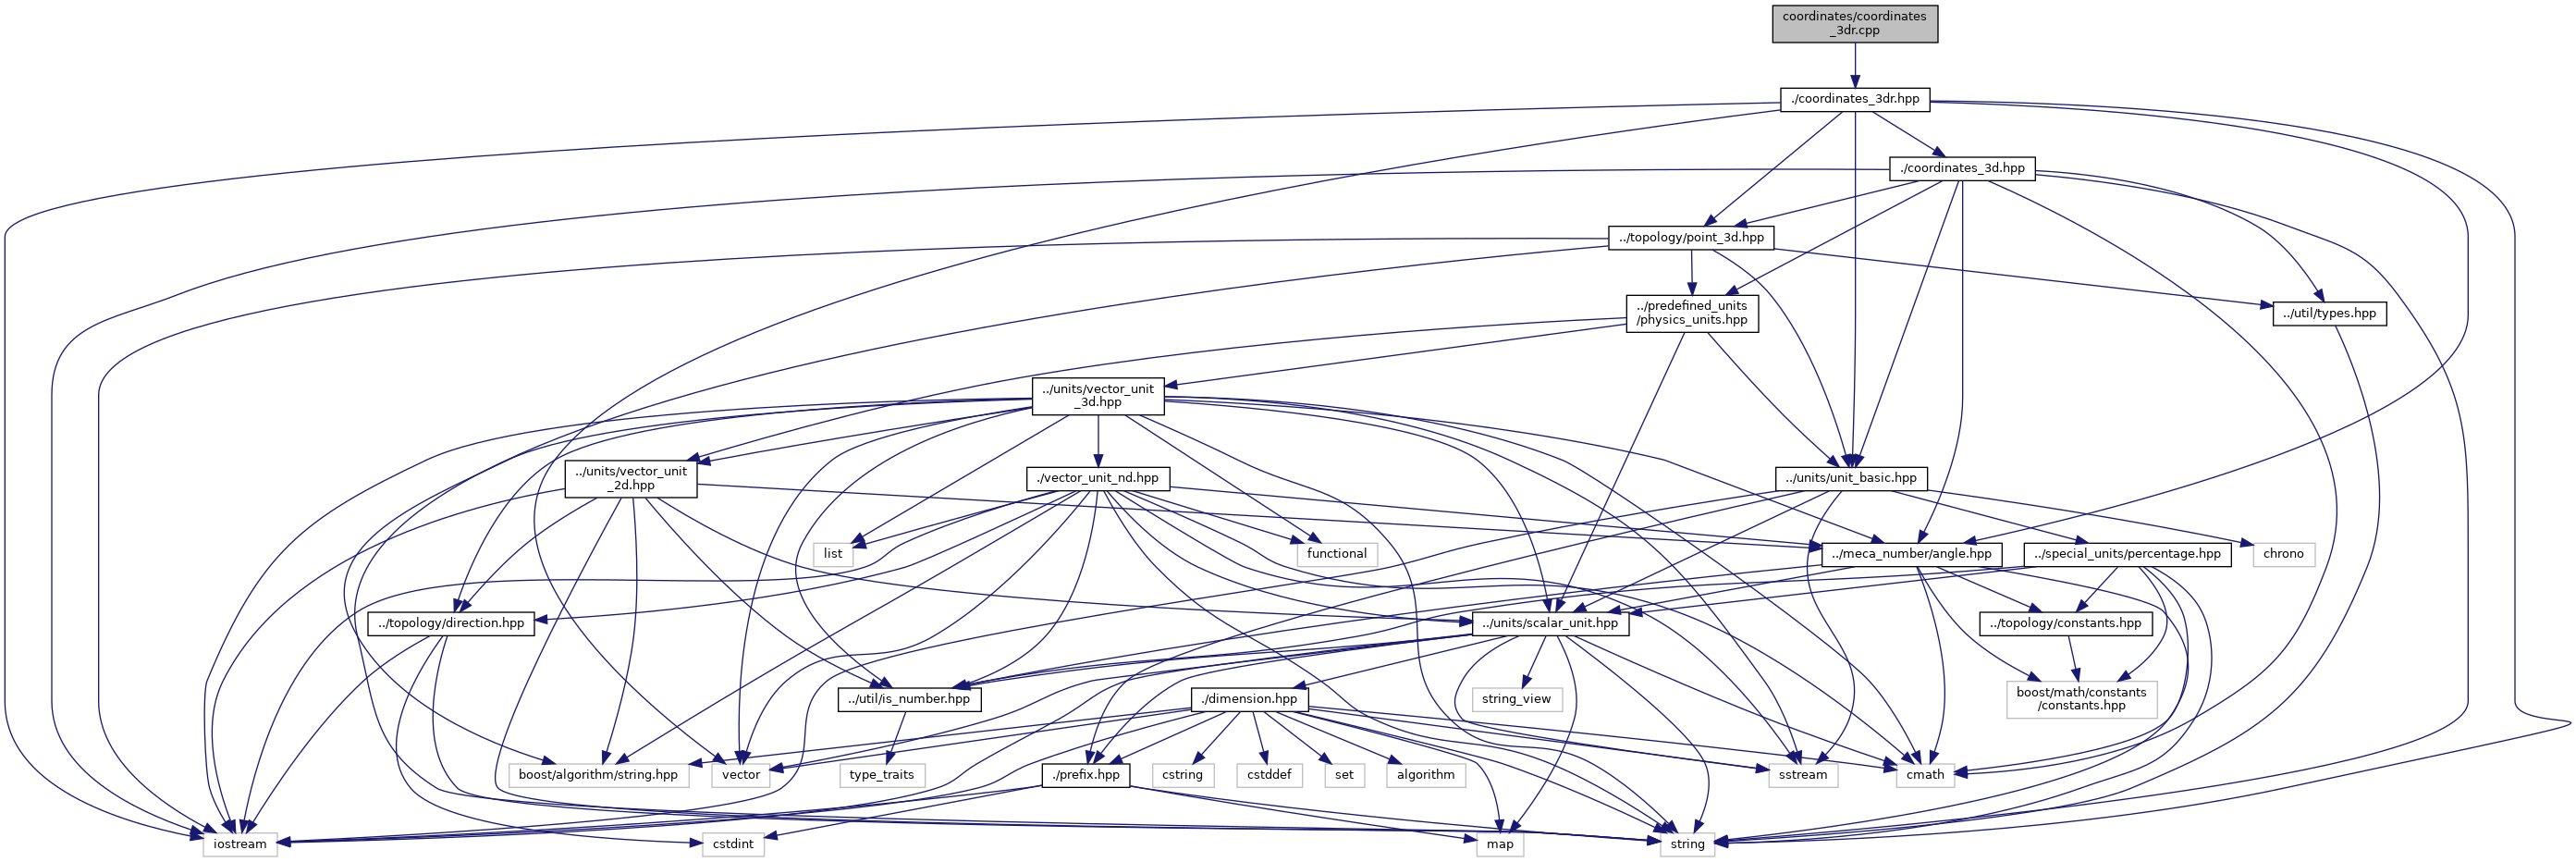 coordinates/coordinates
_3dr.cpp
./coordinates_3dr.hpp
./coordinates_3d.hpp
../topology/point_3d.hpp
../predefined_units
/physics_units.hpp
../util/types.hpp
../units/vector_unit
_3d.hpp
../units/vector_unit
_2d.hpp
./vector_unit_nd.hpp
../units/unit_basic.hpp
list
functional
../meca_number/angle.hpp
../special_units/percentage.hpp
chrono
../topology/direction.hpp
../units/scalar_unit.hpp
../topology/constants.hpp
../util/is_number.hpp
./dimension.hpp
string_view
boost/math/constants
/constants.hpp
boost/algorithm/string.hpp
vector
type_traits
./prefix.hpp
cstring
cstddef
set
algorithm
sstream
cmath
iostream
cstdint
map
string